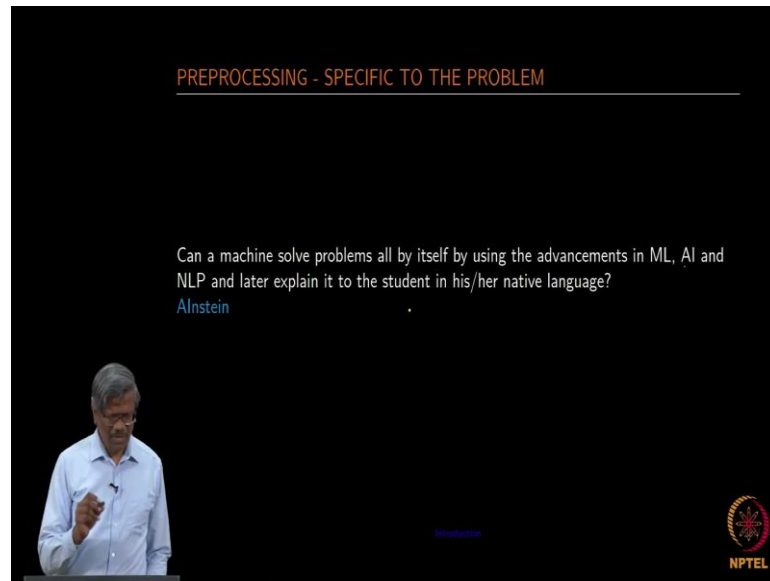 PREPROCESSING - SPECIFIC TO THE PROBLEM
Can a machine solve problems all by itself by using the advancements in ML, AI and
NLP and later explain it to the student in his/her native language?
AInstein
Introduction
NPTEL